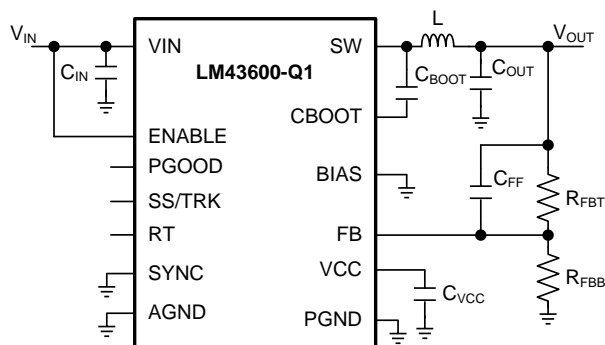 V_IN
VIN
SW
L
V_OUT
C_IN
LM43600-Q1
C_BOOT
C_OUT
CBOOT
ENABLE
PGOOD
BIAS
C_FF
R_FBT
SS/TRK
RT
FB
SYNC
VCC
C_VCC
R_FBB
AGND
PGND